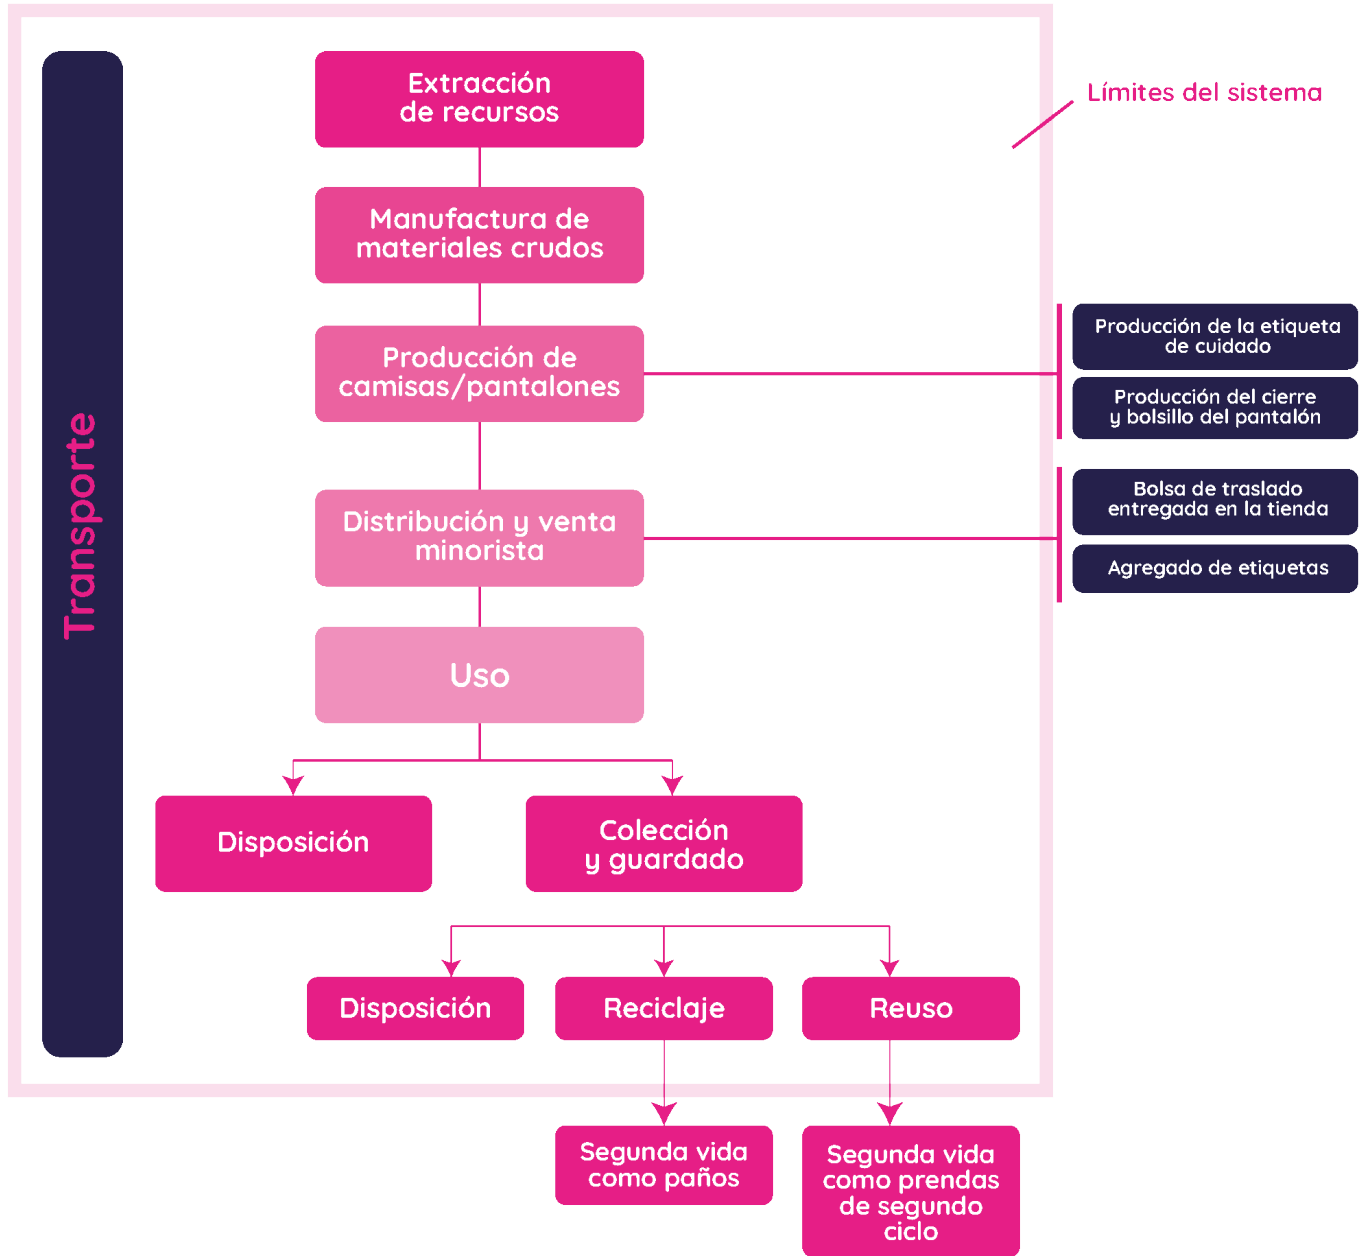 Extracción
de recursos
Límites del sistema
Manufactura de
materiales crudos
Producción de
camisas/pantalones
Producción de la etiqueta
de cuidado
Producción del cierre
y bolsillo del pantalón
Transporte
Distribución y venta
minorista
Bolsa de traslado
entregada en la tienda
Agregado de etiquetas
Uso
Disposición
Colección
y guardado
Disposición
Reciclaje
Reuso
Segunda vida
como paños
Segunda vida
como prendas
de segundo
ciclo